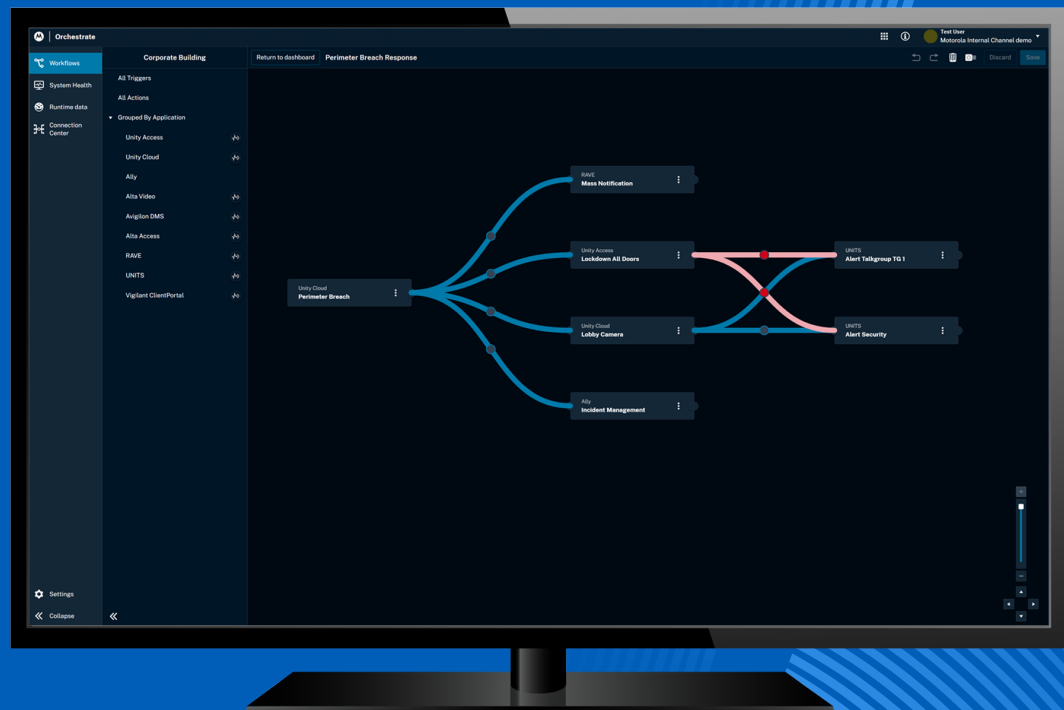 Orchestrate
Test User
Motorola Internal Channel demo
Workflows
System Health
Runtime data
Connection
Center
Settings
Collapse
Corporate Building
All Triggers
All Actions
Grouped By Application
Unity Access
Unity Cloud
Ally
Alta Video
Avigilon DMS
Alta Access
RAVE
UNITS
Vigilant ClientPortal
Return to dashboard
Perimeter Breach Response
Discard
Save
Unity Cloud
Perimeter Breach
RAVE
Mass Notification
Unity Access
Lockdown All Doors
Unity Cloud
Lobby Camera
Ally
Incident Management
UNITS
Alert Talkgroup TG 1
UNITS
Alert Security